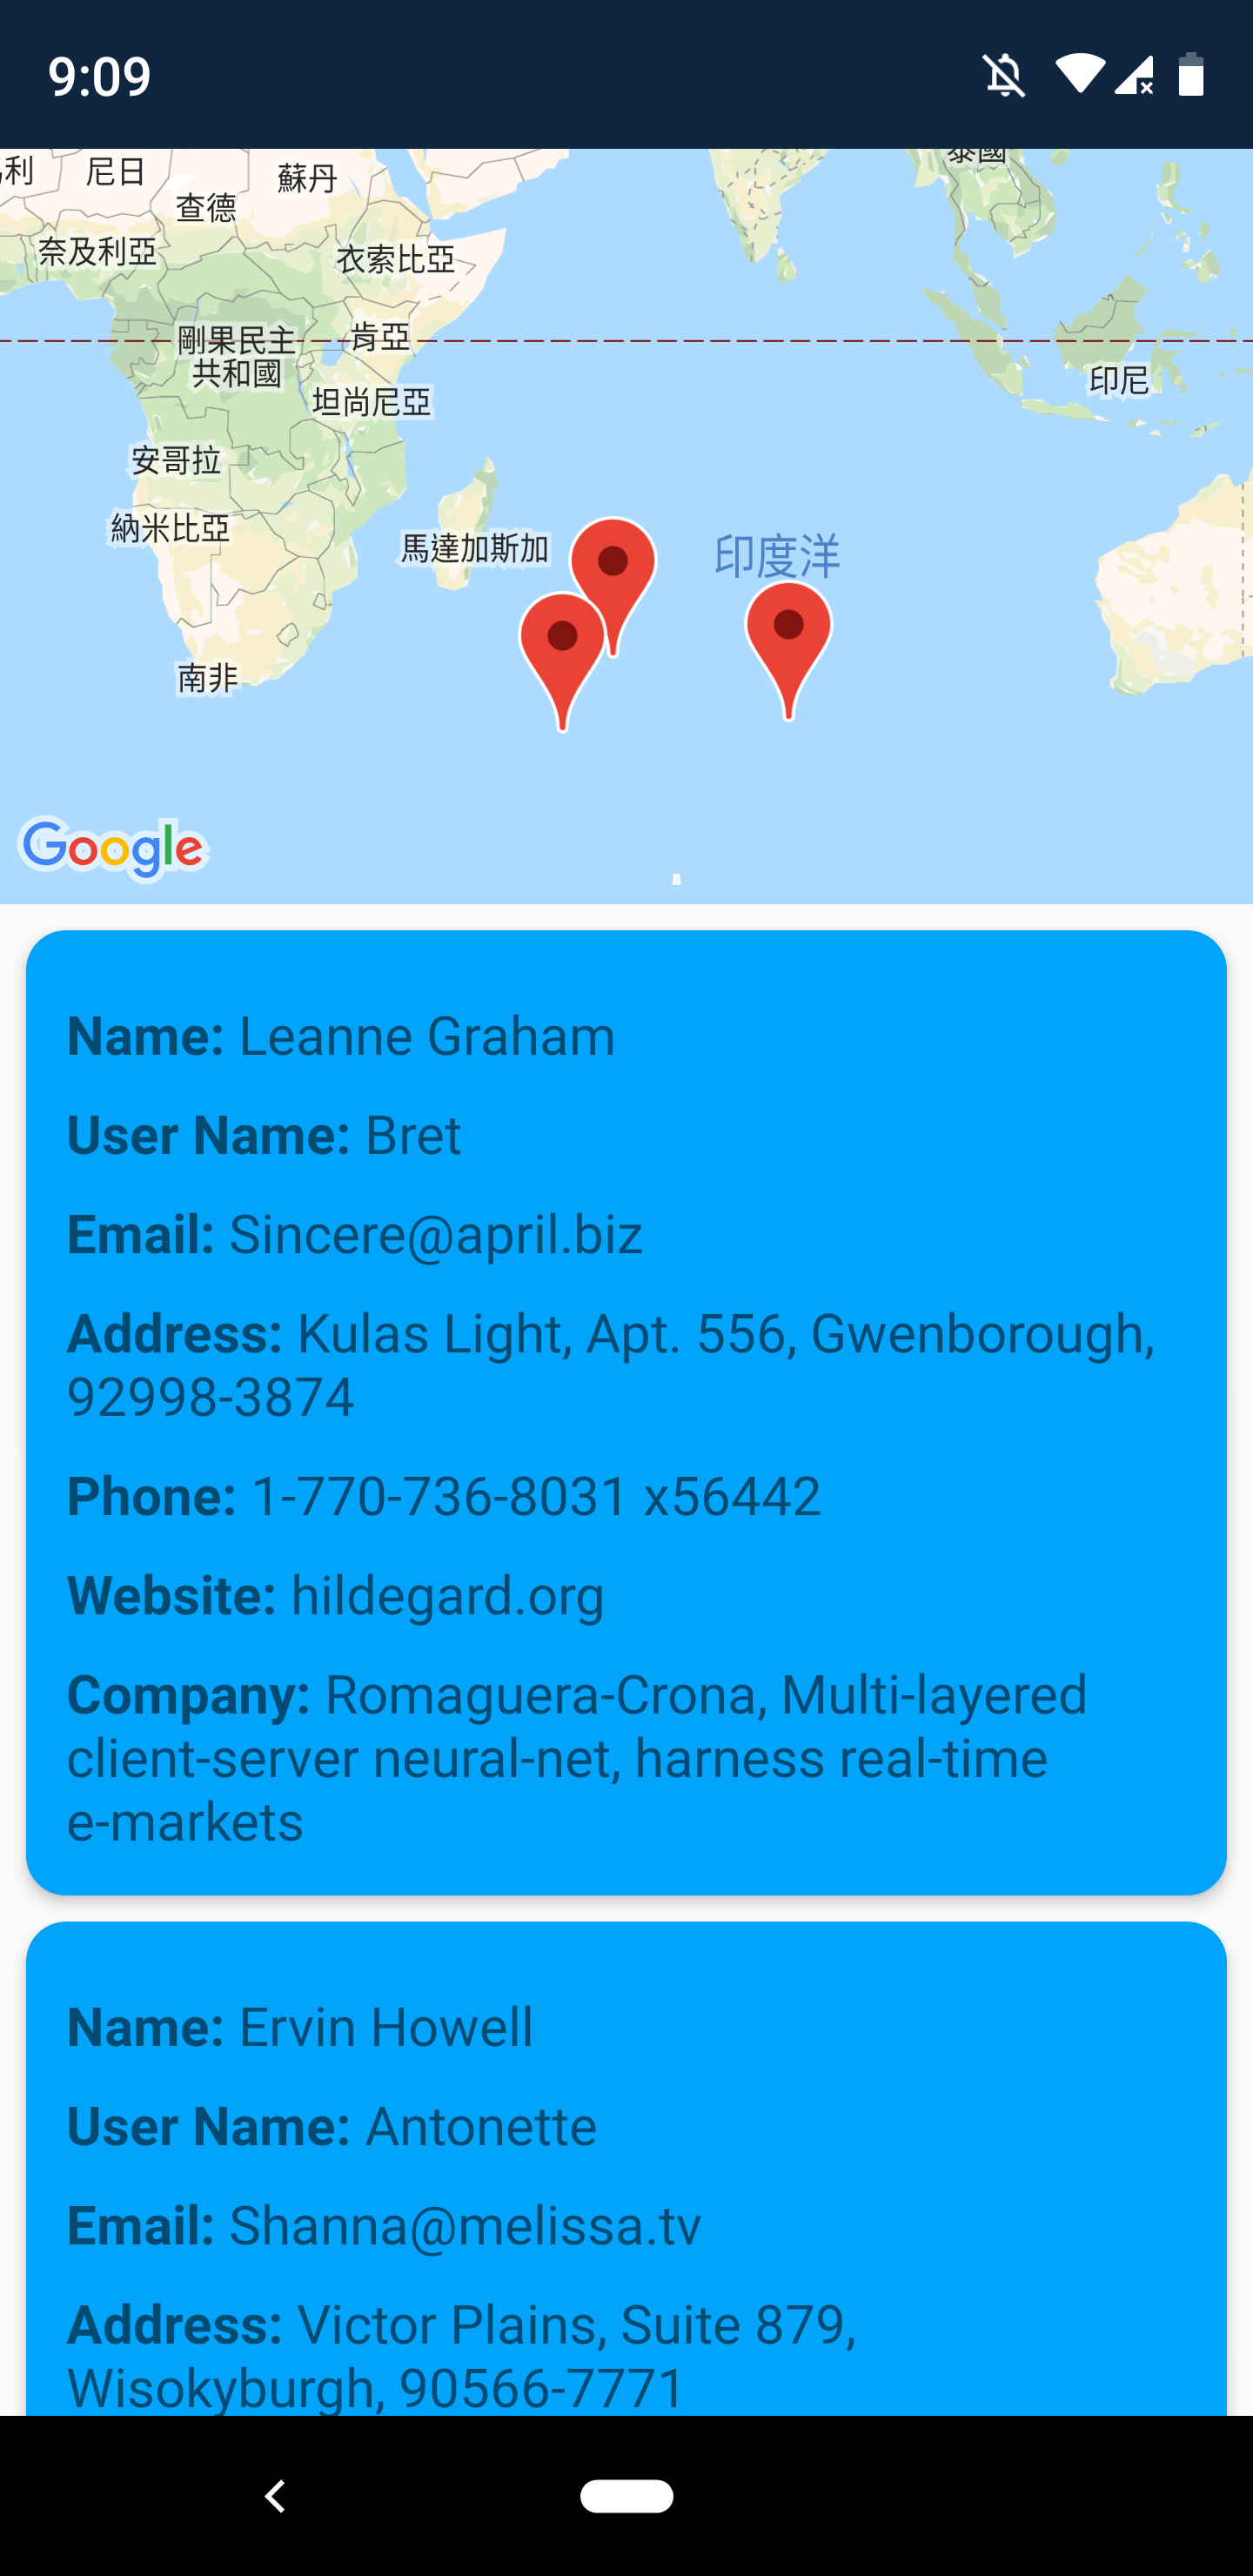 9:09
利
尼日
蘇丹
查德
奈及利亞
衣索比亞
泰國
剛果民主
共和國
肯亞
坦尚尼亞
印尼
安哥拉
納米比亞
馬達加斯加
印度洋
南非
Google
Name: Leanne Graham
User Name: Bret
Email: Sincere@april.biz
Address: Kulas Light, Apt. 556, Gwenborough,
92998-3874
Phone: 1-770-736-8031 x56442
Website: hildegard.org
Company: Romaguera-Crona, Multi-layered
client-server neural-net, harness real-time
e-markets
Name: Ervin Howell
User Name: Antonette
Email: Shanna@melissa.tv
Address: Victor Plains, Suite 879,
Wisokyburgh, 90566-7771